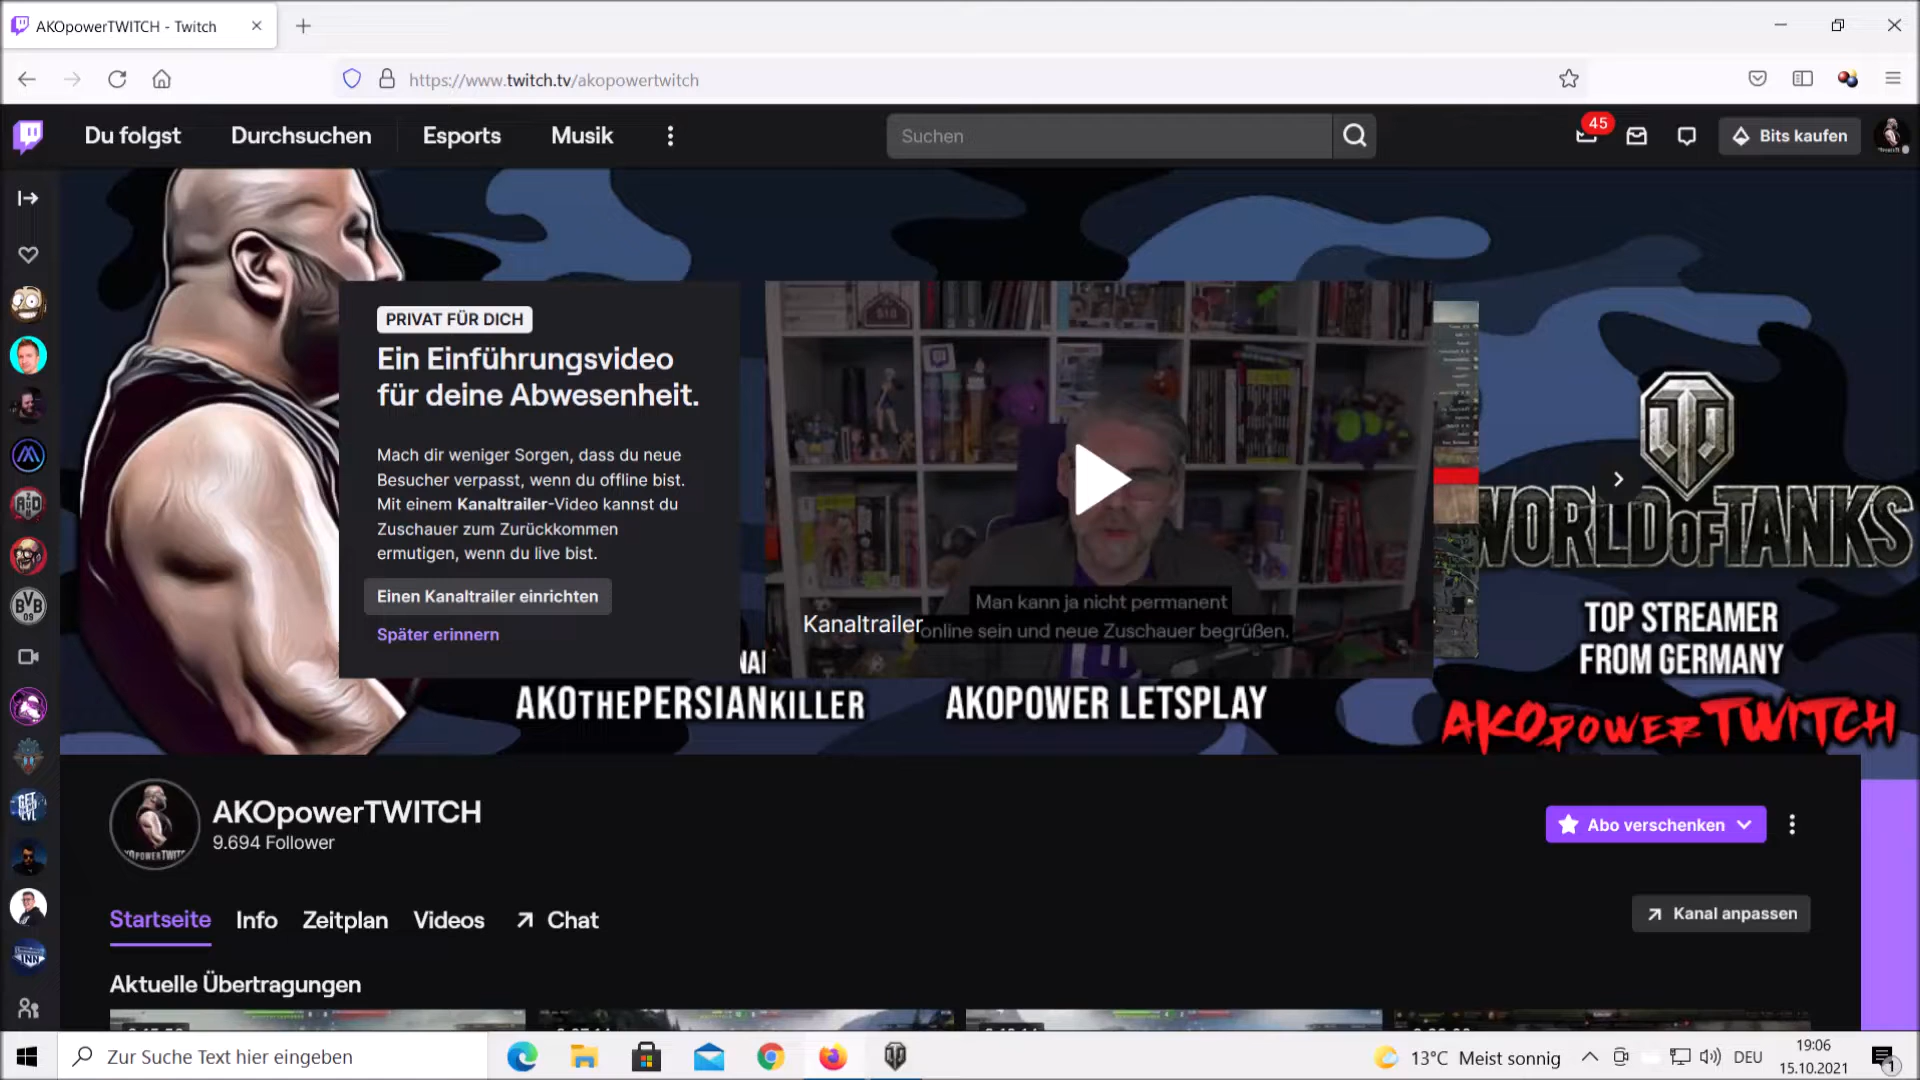 AKOpowerTWITCH - Twitch
https://www.twitch.tv/akopowertwitch
Du folgst
Durchsuchen
Esports
Musik
Suchen
45
Bits kaufen
PRIVAT FÜR DICH
Ein Einführungsvideo
für deine Abwesenheit.
Mach dir weniger Sorgen, dass du neue
Besucher verpasst, wenn du offline bist.
Mit einem Kanaltrailer-Video kannst du
Zuschauer zum Zurückkommen
ermutigen, wenn du live bist.
Einen Kanaltrailer einrichten
Später erinnern
Man kann ja nicht permanent
online sein und neue Zuschauer begrüßen.
Kanaltrailer
WORLD OF TANKS
TOP STREAMER
FROM GERMANY
AKOPOWERTWITCH
AKOTHEPERSIANKILLER
AKOPOWER LETSPLAY
BVB
09
AKOpowerTWITCH
9.694 Follower
Abo verschenken
Startseite
Info
Zeitplan
Videos
Chat
Kanal anpassen
Aktuelle Übertragungen
Zur Suche Text hier eingeben
13°C Meist sonnig
DEU
19:06
15.10.2021
1